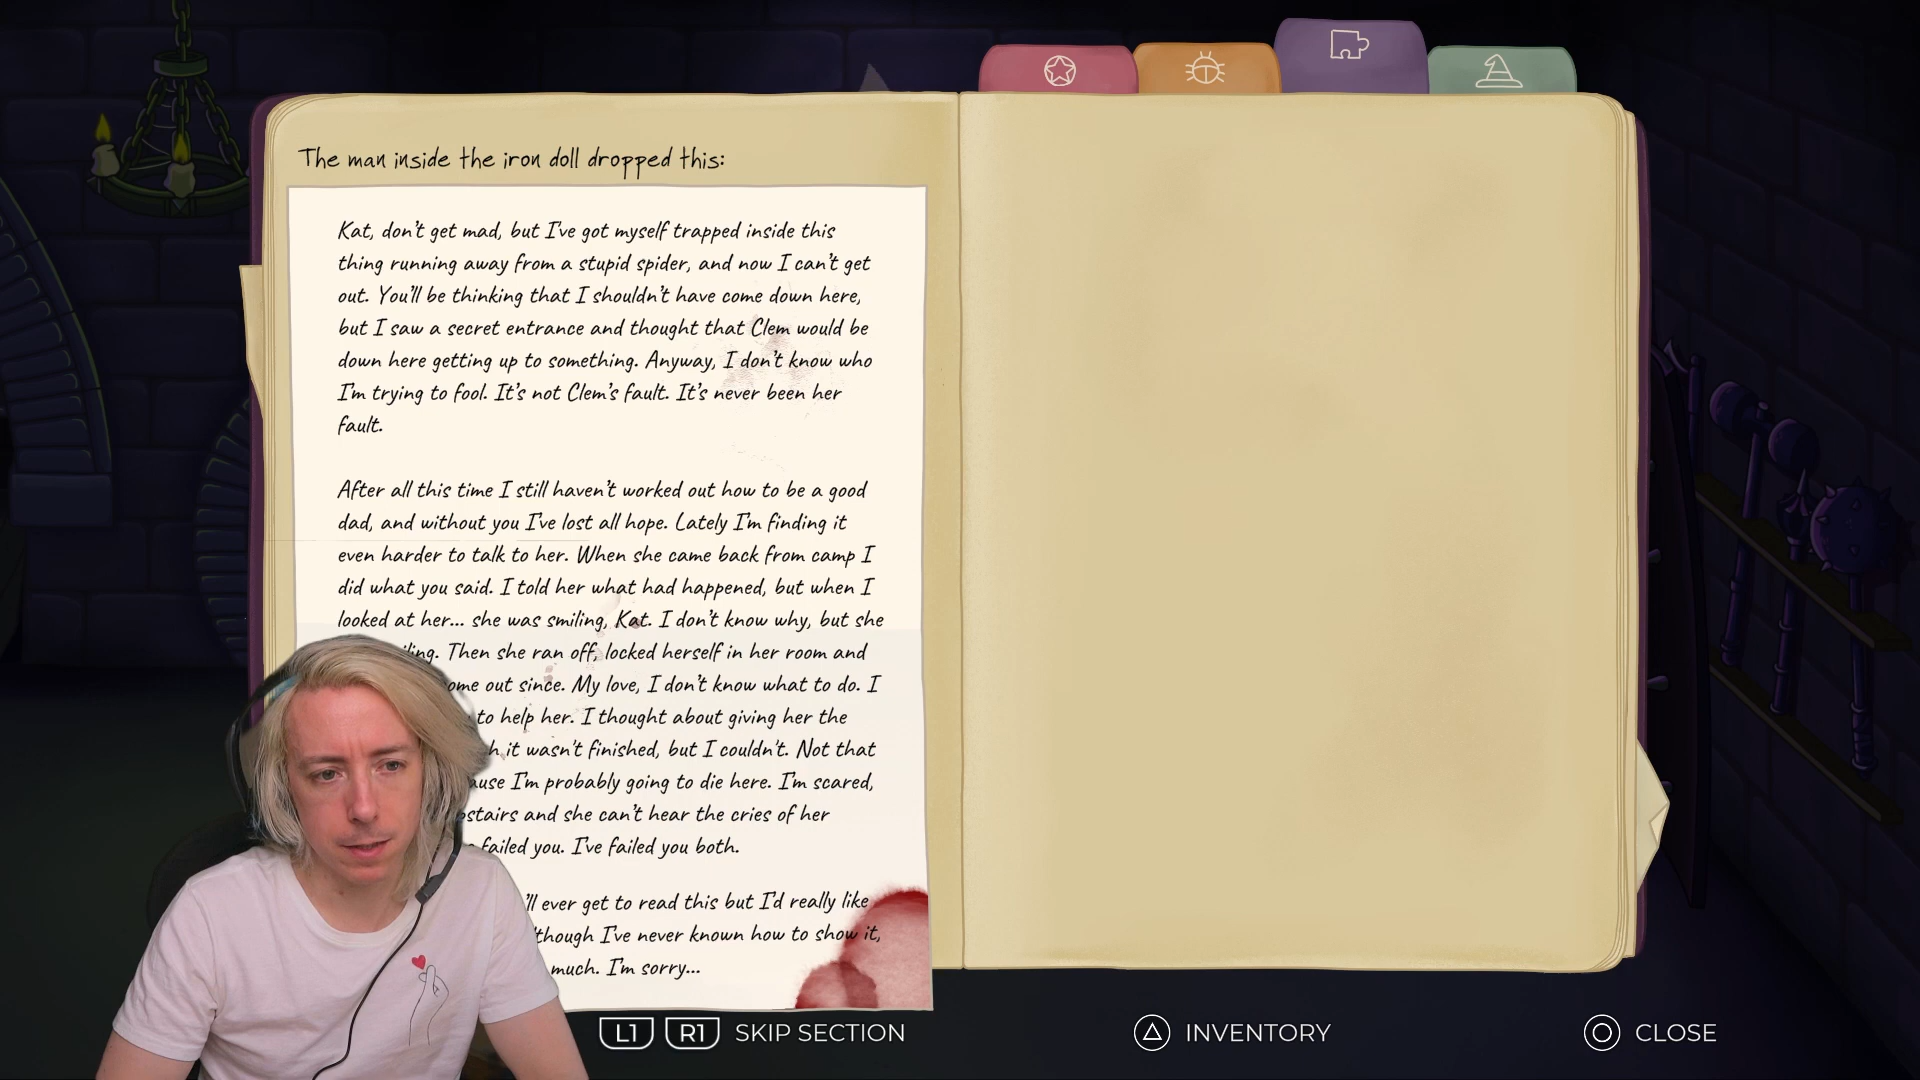 The man inside the iron doll dropped this:
Kat, don't get mad, but I've got myself trapped inside this
thing running away from a stupid spider, and now I can't get
out. You'll be thinking that I shouldn't have come down here,
but I saw a secret entrance and thought that Clem would be
down here getting up to something. Anyway, I don't know who
I'm trying to fool. It's not Clem's fault. It's never been her
fault.
After all this time I still haven't worked out how to be a good
dad, and without you I've lost all hope. Lately I'm finding it
even harder to talk to her. When she came back from camp I
did what you said. I told her what had happened, but when I
looked at her... she was smiling, Kat. I don't know why, but she
Then she ran off, locked herself in her room and
out since. My love, I don't know what to do. I
to help her. I thought about giving her the
it wasn't finished, but I couldn't. Not that
I'm probably going to die here. I'm scared,
and she can't hear the cries of her
failed you. I've failed you both.
ever get to read this but I'd really like
I've never known how to show it,
much. I'm sorry...
L1 R1 SKIP SECTION
INVENTORY
CLOSE